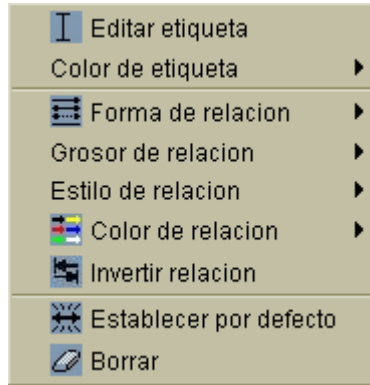 Editar etiqueta
Color de etiqueta
Forma de relacion
Grosor de relacion
Estilo de relacion
Color de relacion
Invertir relacion
Establecer por defecto
Borrar